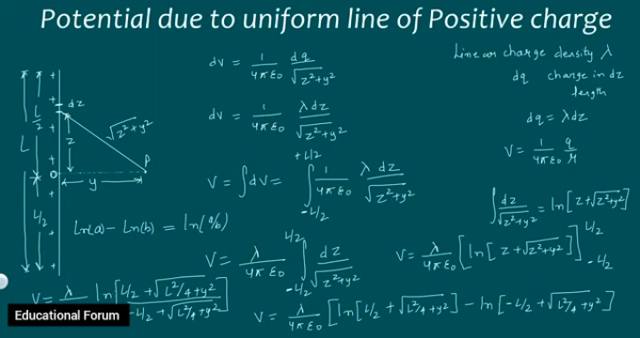 Potential due to uniform line of Positive charge
dv = 1/4πε0 dq/√z²+y²
Linear charge density λ
dq charge in dz
length
dq = λdz
V = 1/4πε0 q/r
dv = 1/4πε0 λdz/√z²+y²
V = ∫dv = ∫_{-L/2}^{+L/2} 1/4πε0 λdz/√z²+y²
∫ dz/√z²+y² = ln[z+√z²+y²]
+ + dz
L/2 + z √z²+y²
L + 0 P
y
L/2 +
ln(a) - ln(b) = ln(a/b)
V = λ/4πε0 ∫_{-L/2}^{L/2} dz/√z²+y²
V = λ/4πε0 [ln[z+√z²+y²]]_{-L/2}^{L/2}
V = λ ln[L/2 + √L²/4+y² / -L/2 + √L²/4+y²]
V = λ/4πε0 [ln[L/2 + √L²/4+y²] - ln[-L/2 + √L²/4+y²]]
Educational Forum